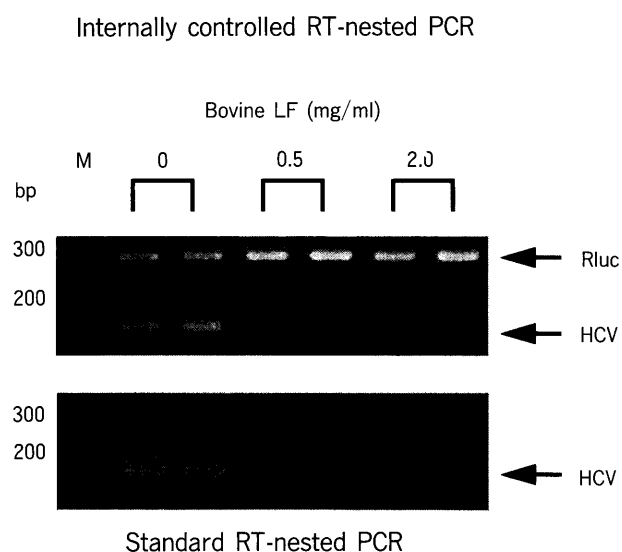 Internally controlled RT-nested PCR
Bovine LF (mg/ml)
M 0 0.5 2.0
bp
300 Rluc
200
HCV
300
200
HCV
Standard RT-nested PCR